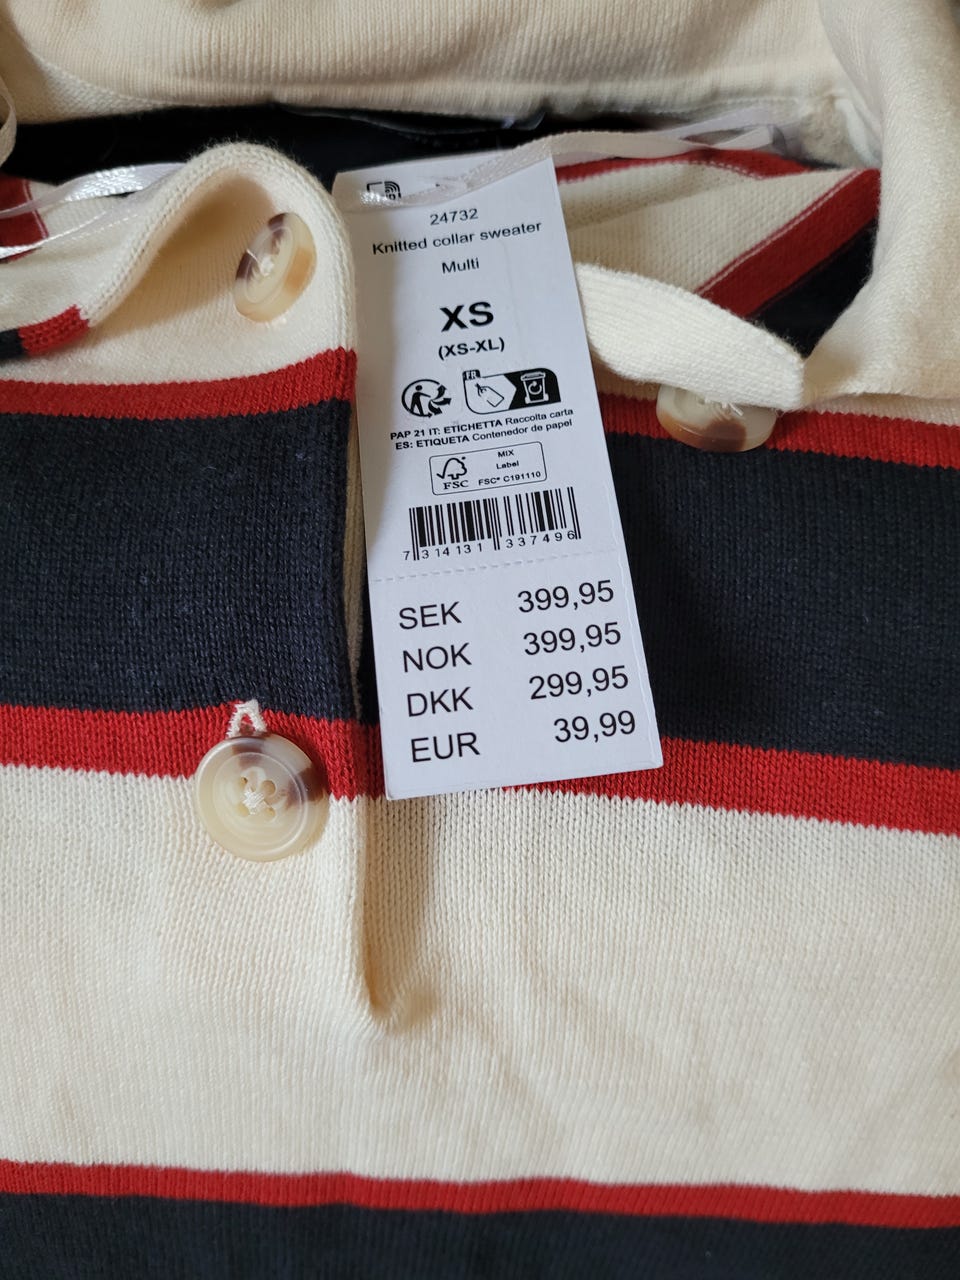 24732
Knitted collar sweater
Multi
XS
(XS-XL)
FR
PAP 21 IT: ETICHETTA Raccolta carta
ES: ETIQUETA Contenedor de papel
FSC
MIX
Label
FSC® C191110
7 314131 337496
SEK 399,95
NOK 399,95
DKK 299,95
EUR 39,99